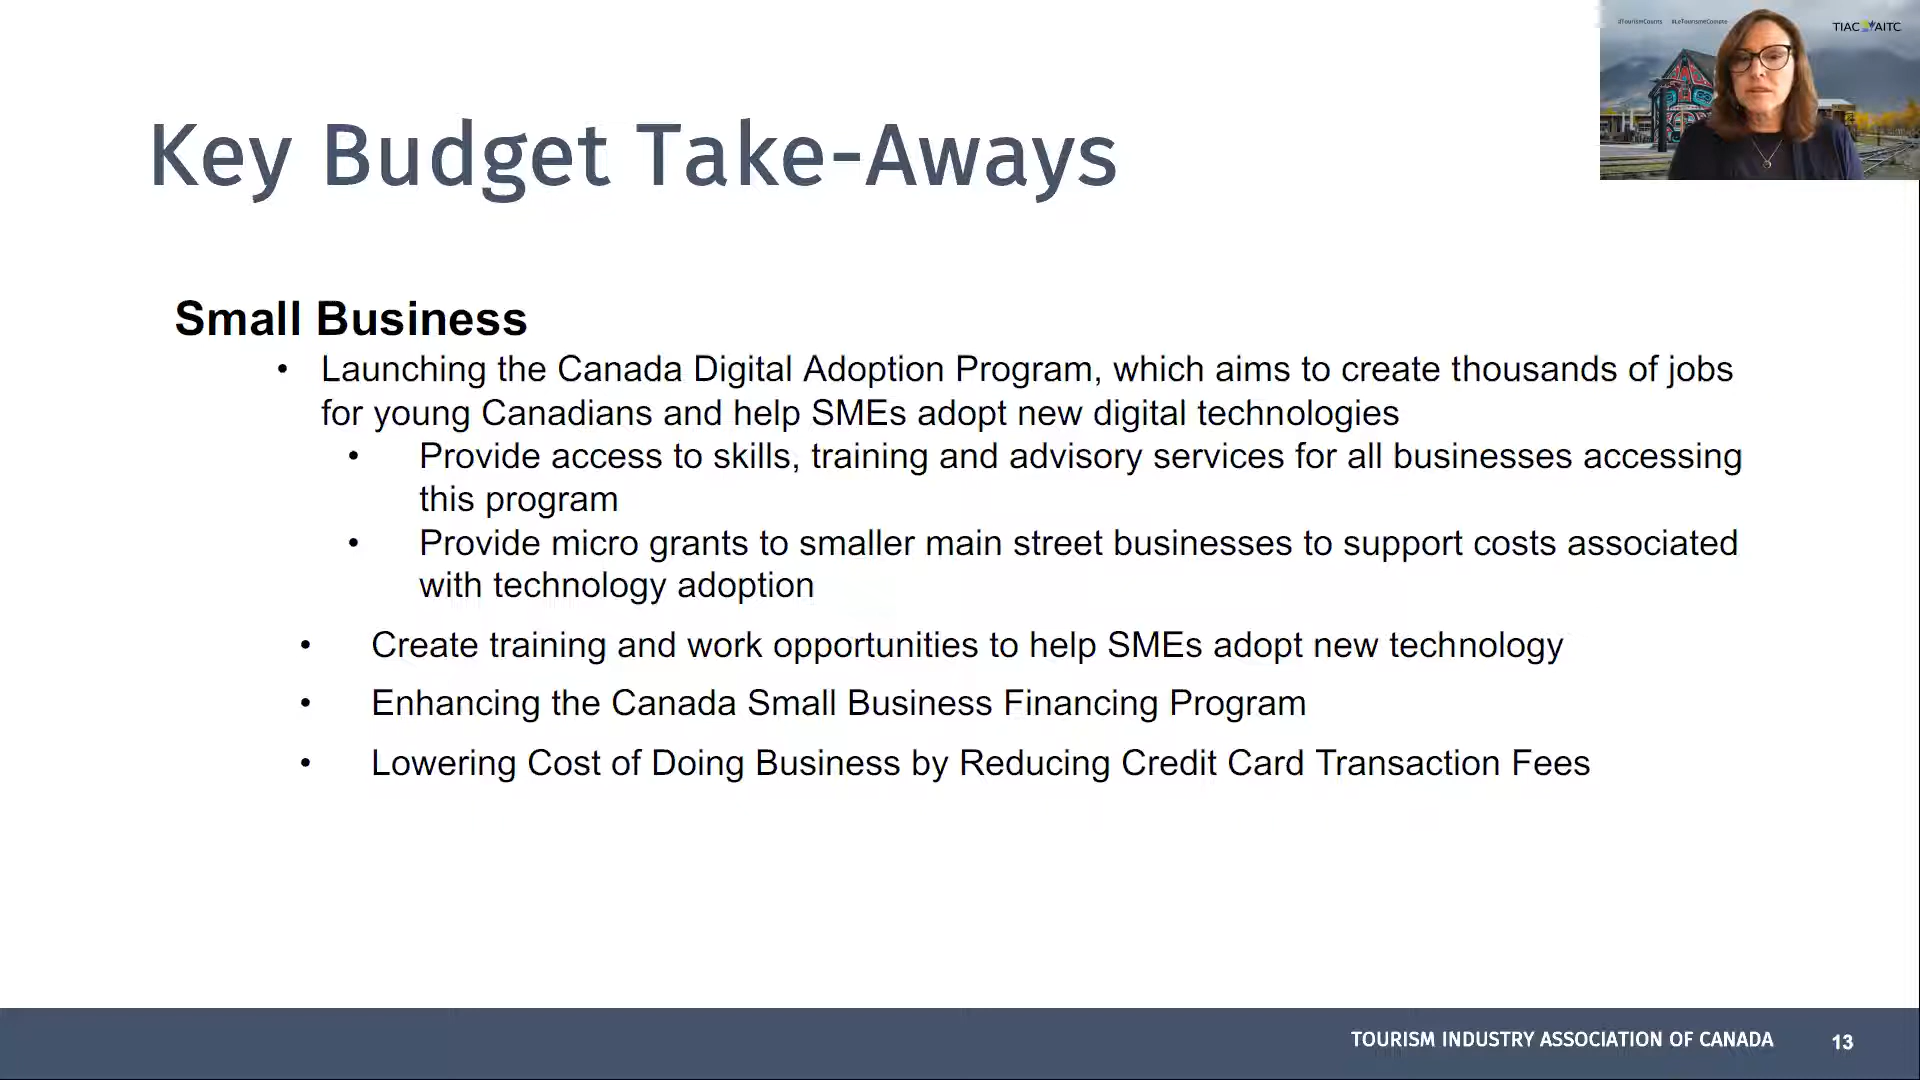 #TourismCounts #LeTourismeCompte
TIAC AITC
Key Budget Take-Aways
Small Business
• Launching the Canada Digital Adoption Program, which aims to create thousands of jobs
for young Canadians and help SMEs adopt new digital technologies
• Provide access to skills, training and advisory services for all businesses accessing
this program
• Provide micro grants to smaller main street businesses to support costs associated
with technology adoption
• Create training and work opportunities to help SMEs adopt new technology
• Enhancing the Canada Small Business Financing Program
• Lowering Cost of Doing Business by Reducing Credit Card Transaction Fees
TOURISM INDUSTRY ASSOCIATION OF CANADA 13